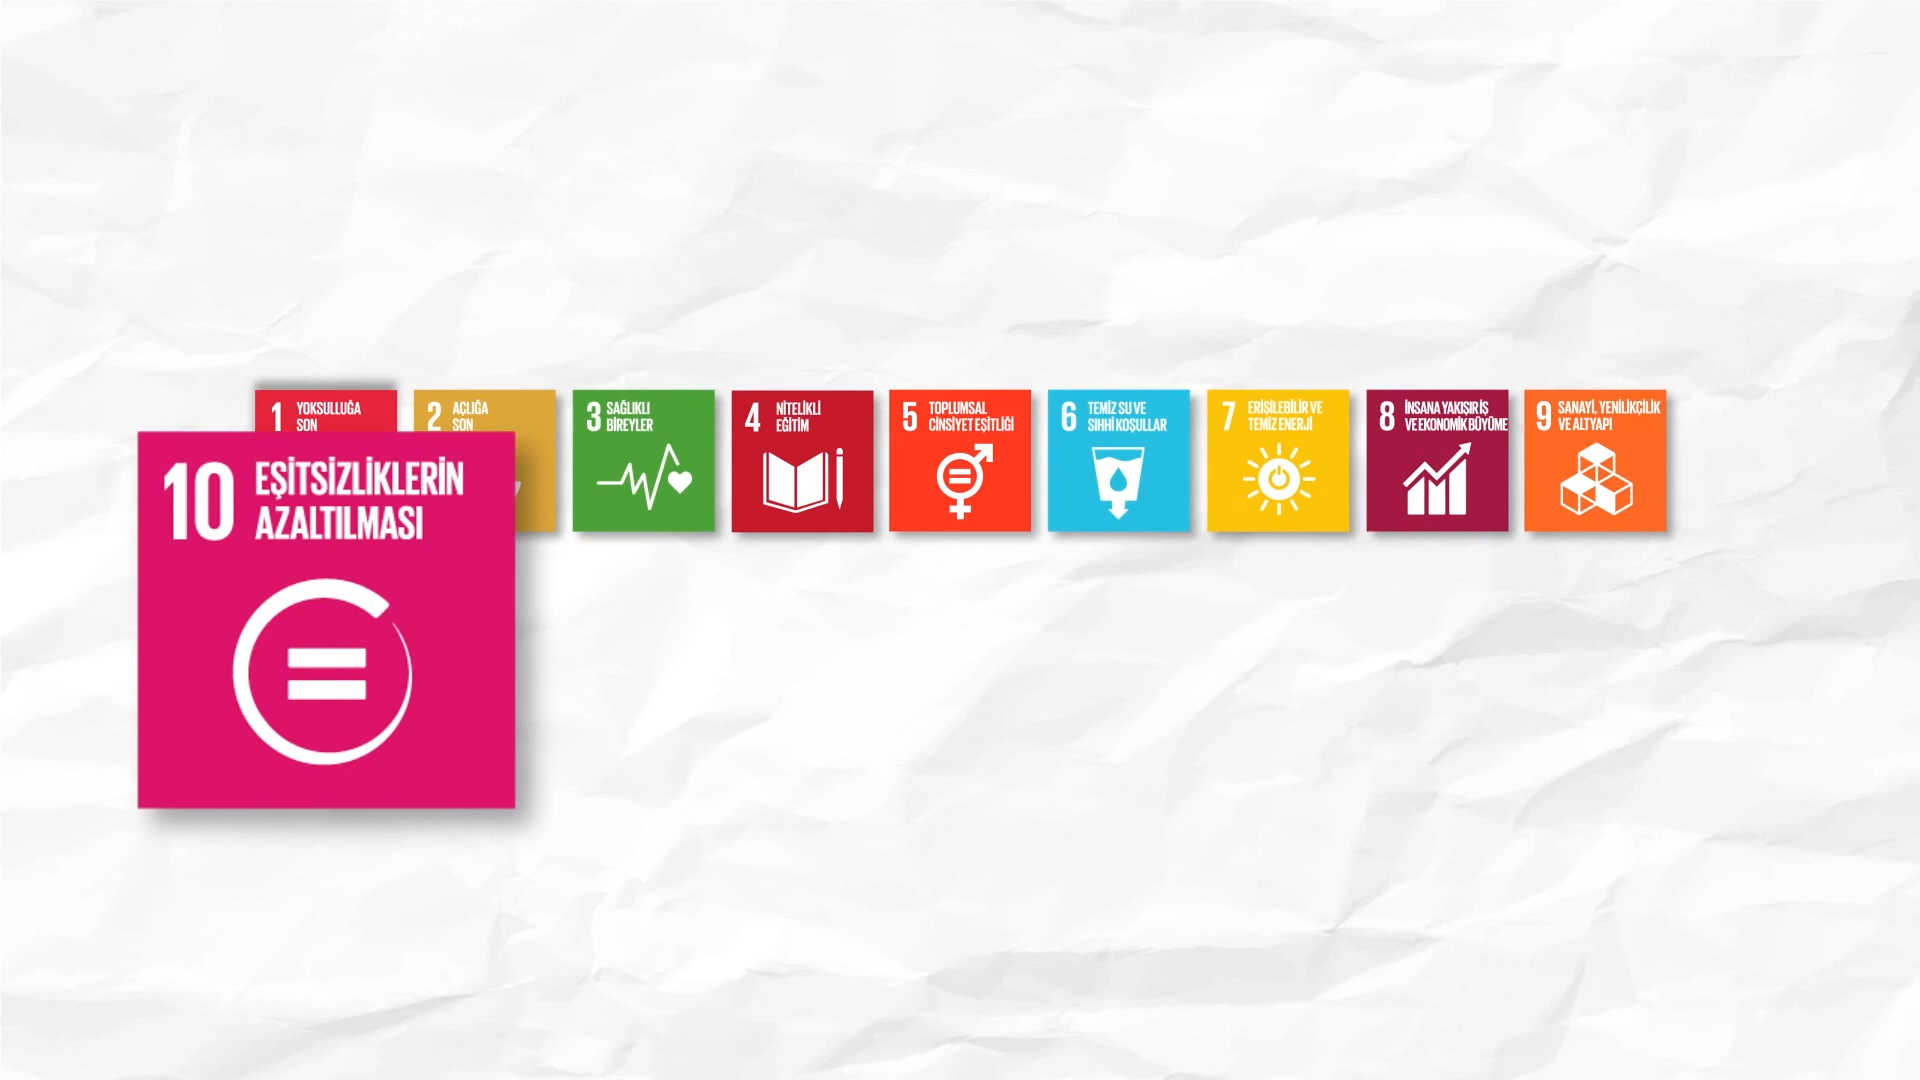 1 YOKSULLUĞA
SON
2 AÇLIĞA
SON
3 SAĞLIKLI
BİREYLER
4 NİTELİKLİ
EĞİTİM
5 TOPLUMSAL
CİNSİYET EŞİTLİĞİ
6 TEMİZ SU VE
SIHHİ KOŞULLAR
7 ERİŞİLEBİLİR VE
TEMİZ ENERJİ
8 İNSANA YAKIŞIR İŞ
VE EKONOMİK BÜYÜME
9 SANAYİ, YENİLİKÇİLİK
VE ALTYAPI
10 EŞİTSİZLİKLERİN
AZALTILMASI